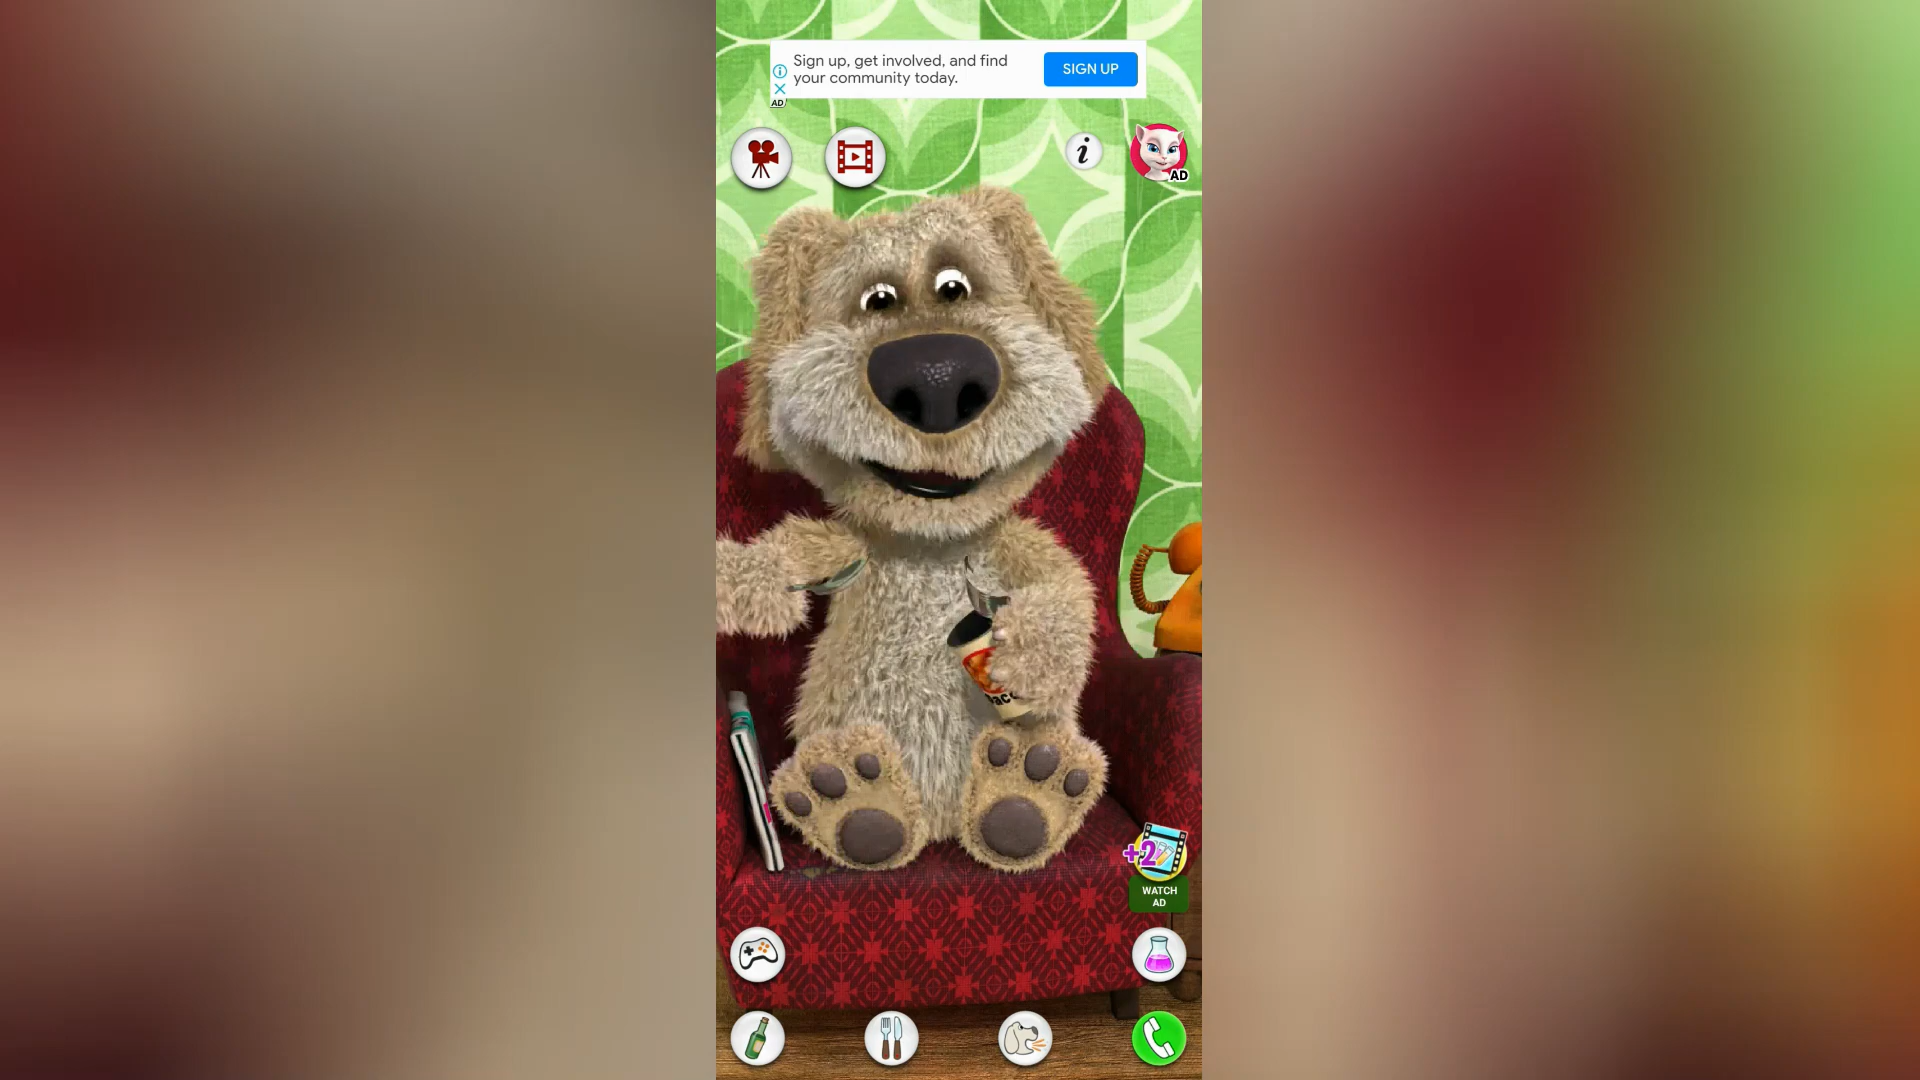 Sign up, get involved, and find
your community today.
SIGN UP
AD
i
AD
+2
WATCH
AD